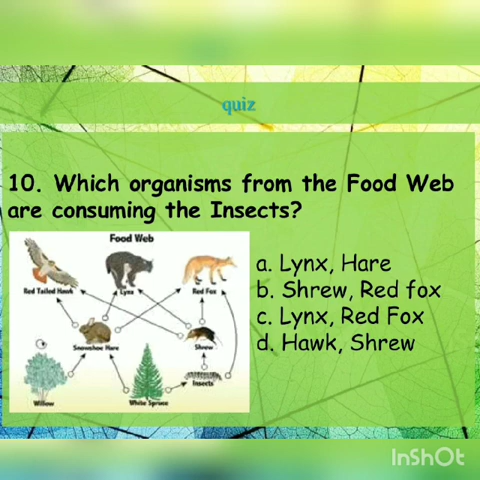 quiz
10. Which organisms from the Food Web
are consuming the Insects?
Food Web
Red Tailed Hawk
Lynx
Red Fox
Snowshoe Hare
Shrew
Insects
Willow
White Spruce
a. Lynx, Hare
b. Shrew, Red fox
c. Lynx, Red Fox
d. Hawk, Shrew
InShOt